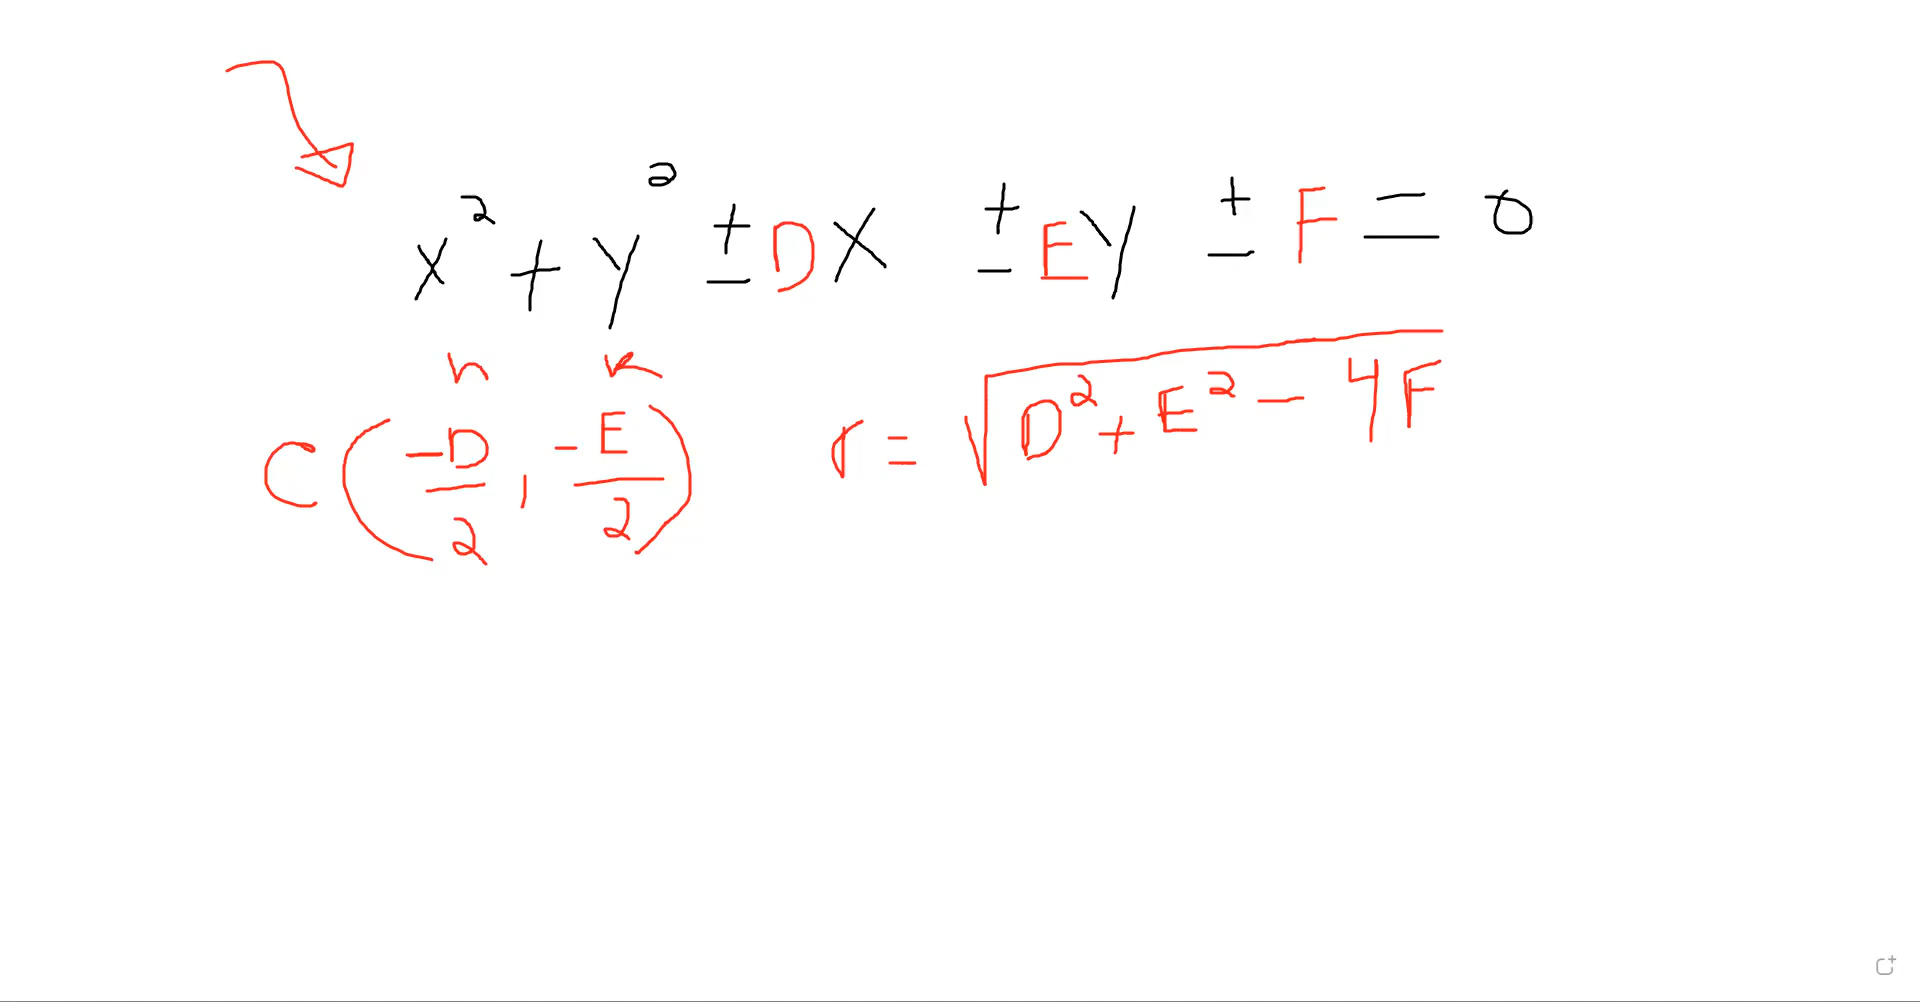 x² + y² ± DX ± EY ± F = 0
h k
C(-D/2, -E/2) r = √(D² + E² - 4F)